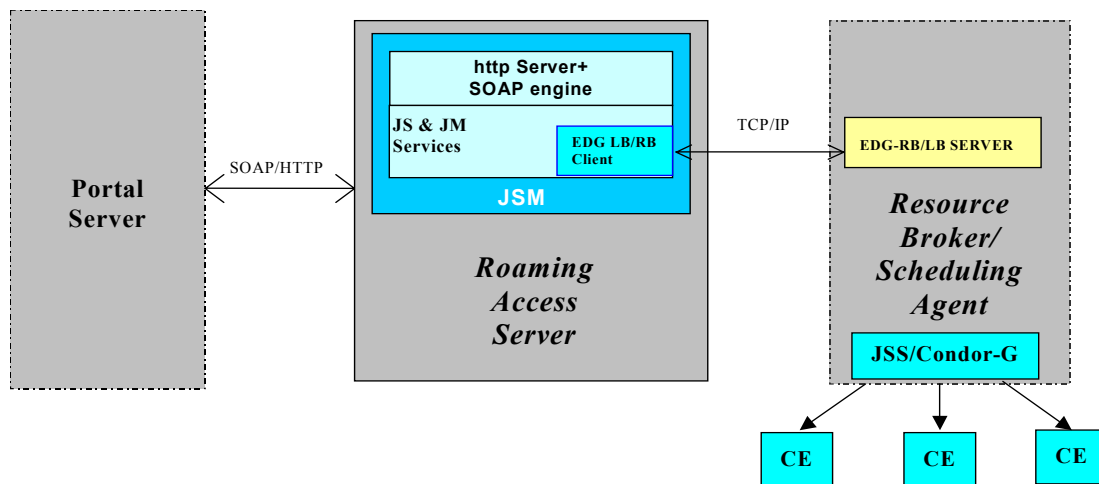 Portal
Server
SOAP/HTTP
http Server+
SOAP engine
JS & JM
Services
EDG LB/RB
Client
JSM
Roaming
Access
Server
TCP/IP
EDG-RB/LB SERVER
Resource
Broker/
Scheduling
Agent
JSS/Condor-G
CE
CE
CE